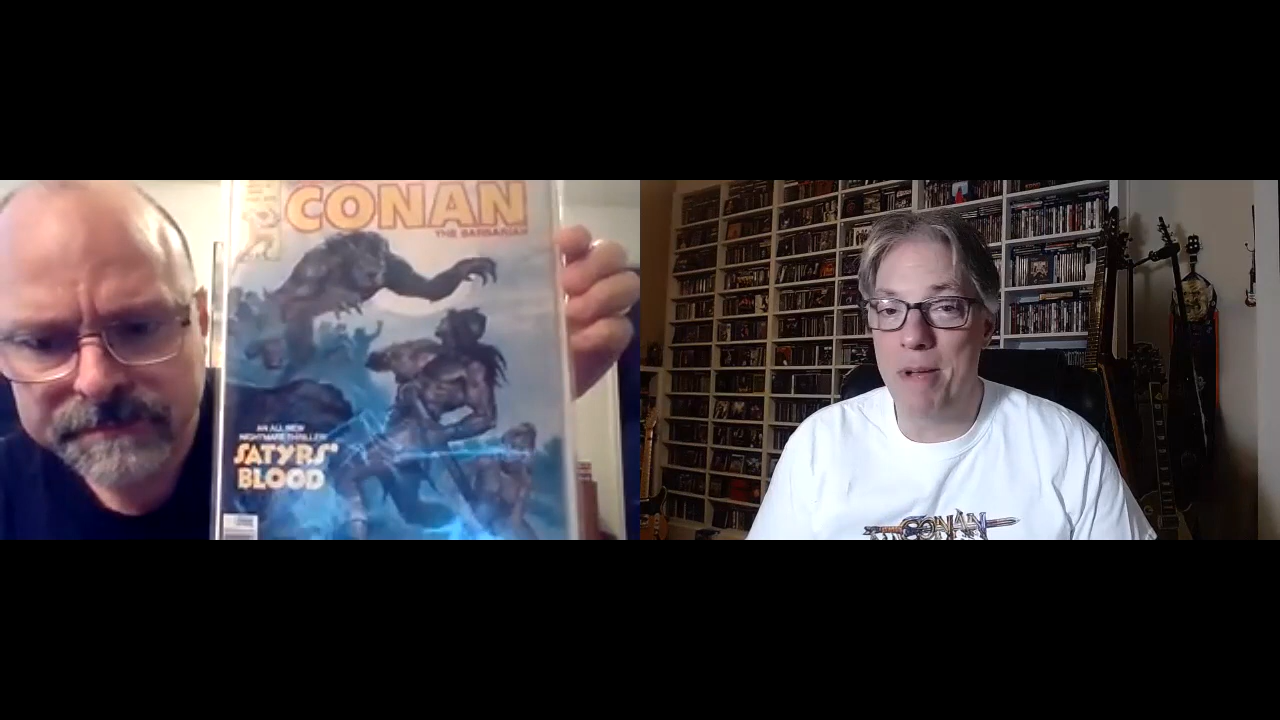 CONAN
THE BARBARIAN
AN ALL NEW
NIGHTMARE THRILLER
SATYRS'
BLOOD
CONAN